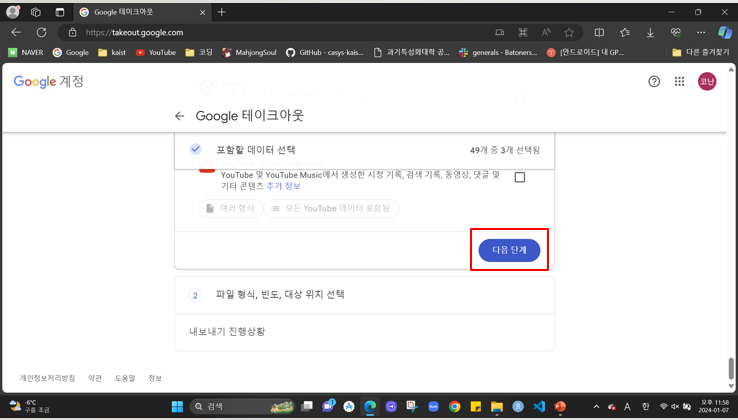 Google 테이크아웃
https://takeout.google.com
NAVER
Google
kaist
YouTube
코딩
MahjongSoul
GitHub - casys-kais...
과기특성화대학 공...
generals - Batoners...
[안드로이드] 내 GP...
다른 즐겨찾기
Google 계정
코난
Google 테이크아웃
포함할 데이터 선택
49개 중 3개 선택됨
YouTube 및 YouTube Music에서 생성한 시청 기록, 검색 기록, 동영상, 댓글 및
기타 콘텐츠 추가 정보
여러 형식
모든 YouTube 데이터 포함됨
다음 단계
2
파일 형식, 빈도, 대상 위치 선택
내보내기 진행상황
개인정보처리방침
약관
도움말
정보
-6°C
구름 조금
검색
A
한
오후 11:58
2024-01-07